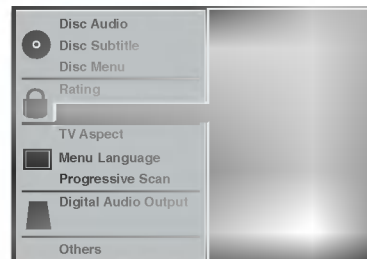 Disc Audio
Disc Subtitle
Disc Menu
Rating
TV Aspect
Menu Language
Progressive Scan
Digital Audio Output
Others